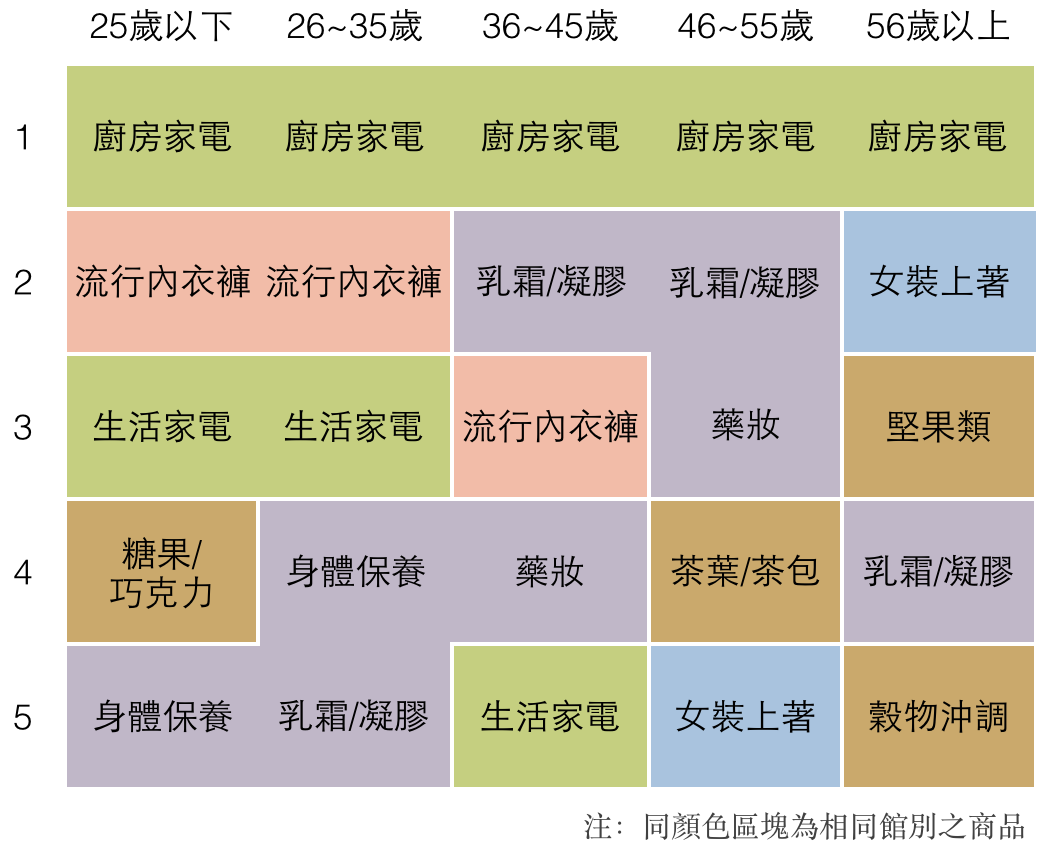 25歲以下 26~35歲 36~45歲 46~55歲 56歲以上
1 廚房家電 廚房家電 廚房家電 廚房家電 廚房家電
2 流行內衣褲 流行內衣褲 乳霜/凝膠 乳霜/凝膠 女裝上著
3 生活家電 生活家電 流行內衣褲 藥妝 堅果類
4 糖果/
巧克力 身體保養 藥妝 茶葉/茶包 乳霜/凝膠
5 身體保養 乳霜/凝膠 生活家電 女裝上著 穀物沖調
注：同顏色區塊為相同館別之商品